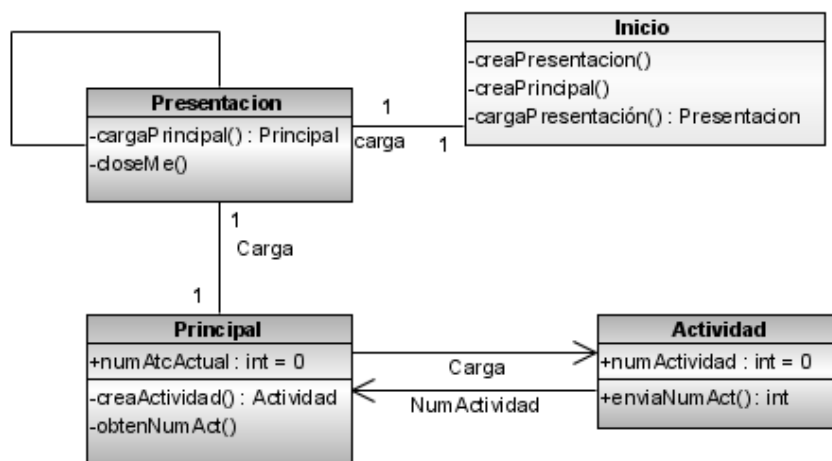 Inicio
-creaPresentacion()
-creaPrincipal()
-cargaPresentación() : Presentacion
Presentacion
-cargaPrincipal() : Principal
-closeMe()
1
carga
1
1
Carga
1
Principal
+numAtcActual : int = 0
-creaActividad() : Actividad
-obtenNumAct()
Carga
NumActividad
Actividad
+numActividad : int = 0
+enviaNumAct() : int